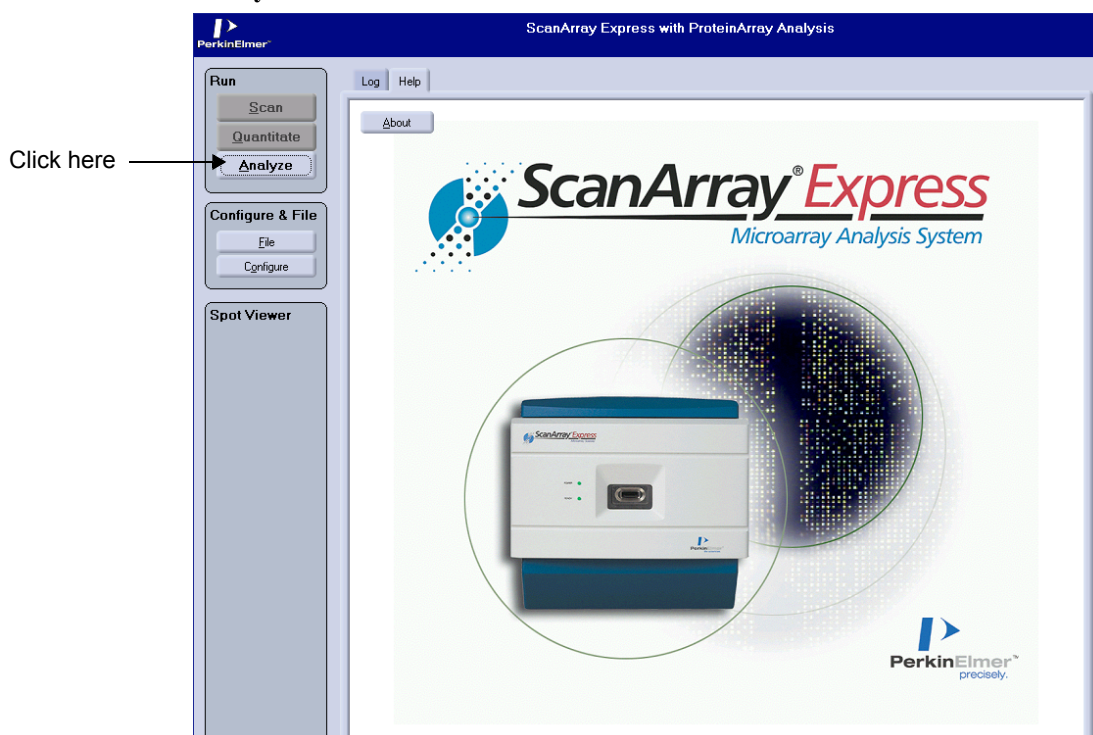 PerkinElmer™
ScanArray Express with ProteinArray Analysis
Run
Scan
Quantitate
Analyze
Click here
Configure & File
File
Configure
Spot Viewer
Log
Help
About
ScanArray® Express
Microarray Analysis System
ScanArray Express
PerkinElmer™
precisely.